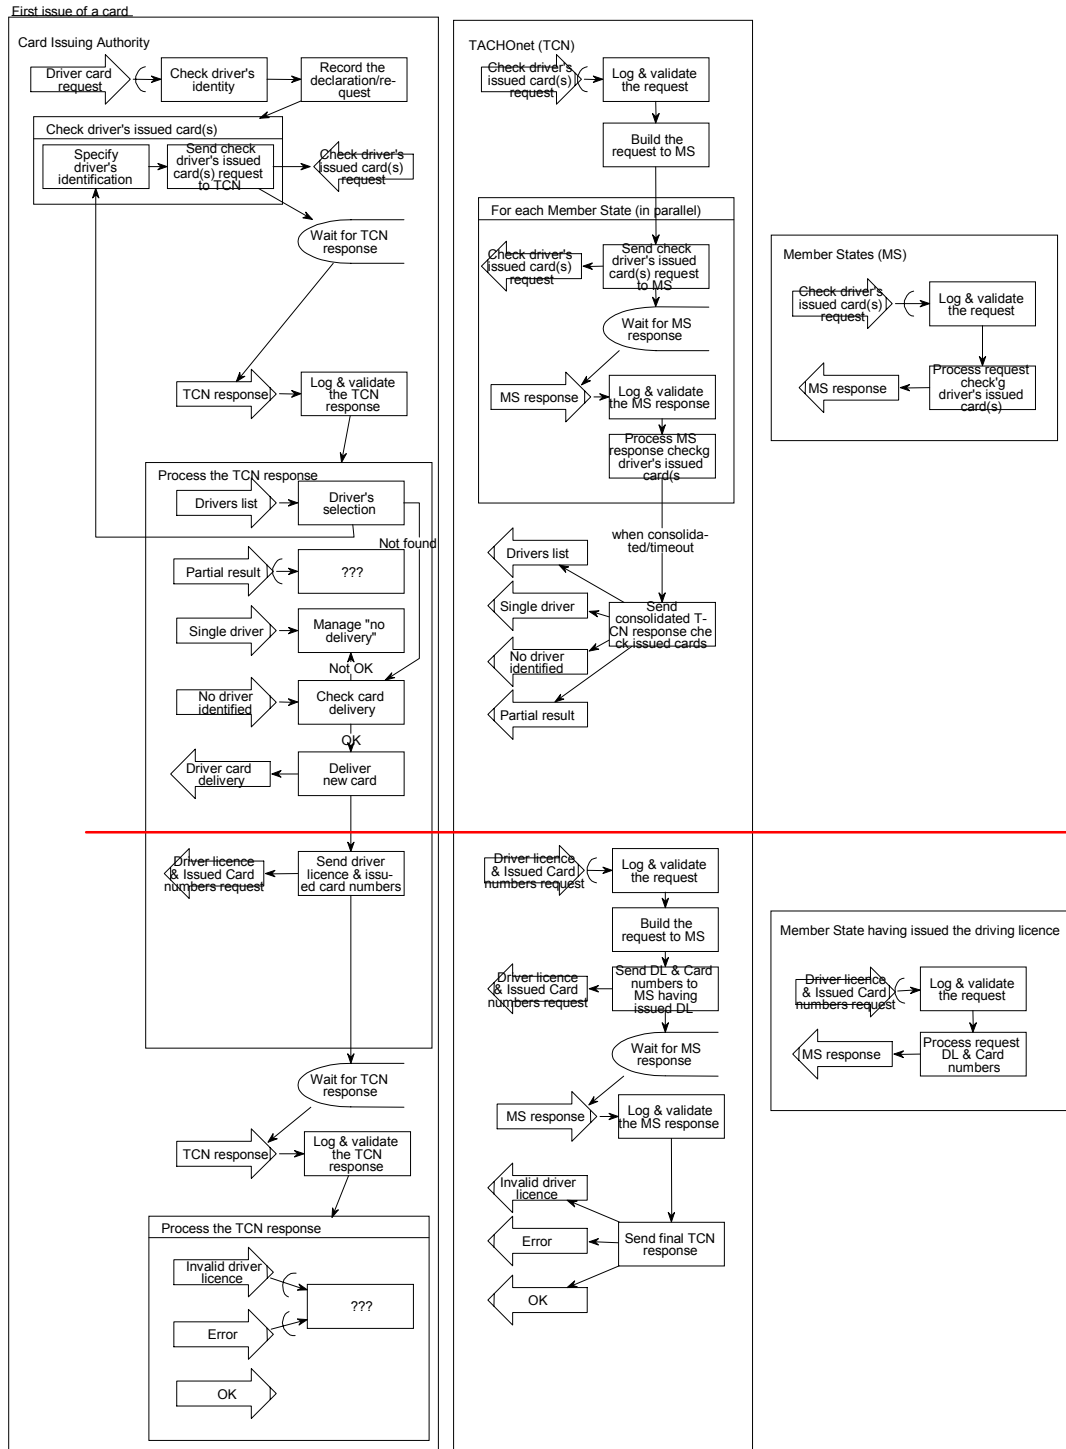 First issue of a card
Card Issuing Authority
Driver card
request
Check driver's
identity
Record the
declaration/re-
quest
Check driver's issued card(s)
Specify
driver's
identification
Send check
driver's issued
card(s) request
to TCN
Check driver's
issued card(s)
request
Wait for TCN
response
TCN response
Log & validate
the TCN
response
Process the TCN response
Drivers list
Driver's
selection
Not found
Partial result
???
Single driver
Manage "no
delivery"
Not OK
No driver
identified
Check card
delivery
OK
Driver card
delivery
Deliver
new card
Driver licence
& Issued Card
numbers request
Send driver
licence & issu-
ed card numbers
Wait for TCN
response
TCN response
Log & validate
the TCN
response
Process the TCN response
Invalid driver
licence
???
Error
OK
TACHOnet (TCN)
Check driver's
issued card(s)
request
Log & validate
the request
Build the
request to MS
For each Member State (in parallel)
Check driver's
issued card(s)
request
Send check
driver's issued
card(s) request
to MS
Wait for MS
response
MS response
Log & validate
the MS response
Process MS
response checkg
driver's issued
card(s
when consolida-
ted/timeout
Drivers list
Single driver
No driver
identified
Partial result
Send
consolidated T-
CN response che
ck issued cards
Driver licence
& Issued Card
numbers request
Log & validate
the request
Build the
request to MS
Driver licence
& Issued Card
numbers request
Send DL & Card
numbers to
MS having
issued DL
Wait for MS
response
MS response
Log & validate
the MS response
Invalid driver
licence
Error
Send final TCN
response
OK
Member States (MS)
Check driver's
issued card(s)
request
Log & validate
the request
MS response
Process request
check'g
driver's issued
card(s)
Member State having issued the driving licence
Driver licence
& Issued Card
numbers request
Log & validate
the request
MS response
Process request
DL & Card
numbers